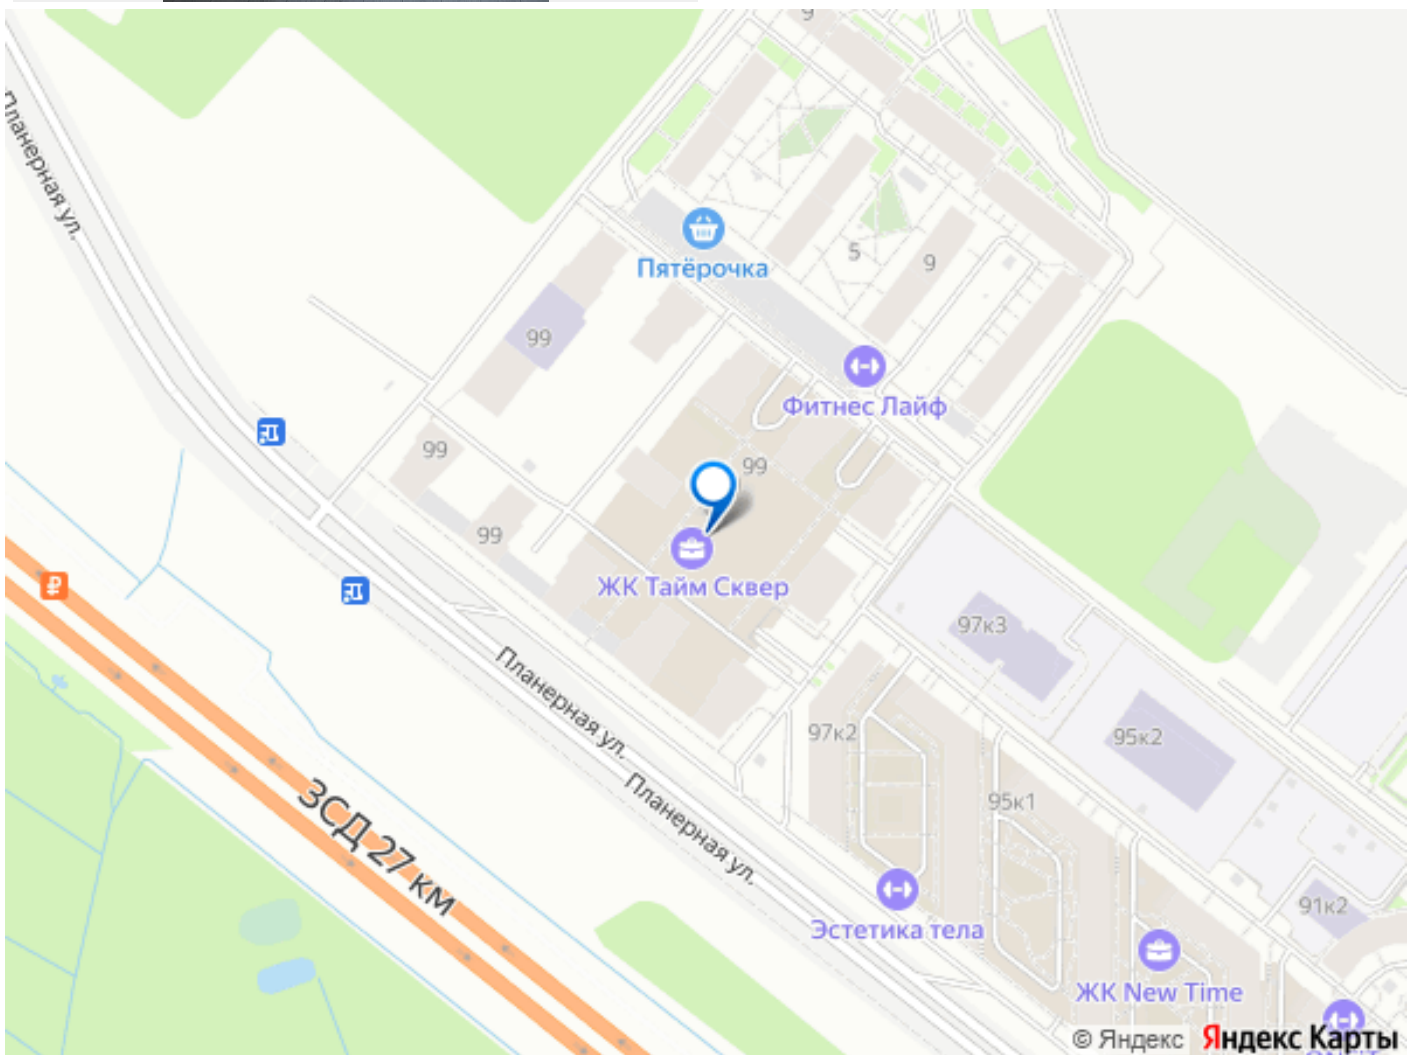 9
Планерная ул.
Пятёрочка
5
9
99
Фитнес Лайф
99
99
99
ЖК Тайм Сквер
97к3
Планерная ул.
97к2
95к2
Планерная ул.
ЗСД 27 км
95к1
91к2
Эстетика тела
ЖК New Time
© Яндекс Яндекс Карты